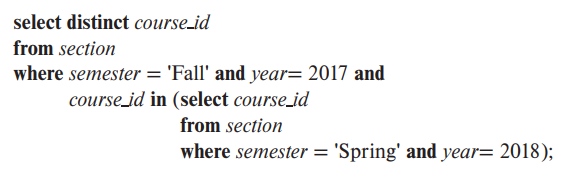 select distinct course_id
from section
where semester = 'Fall' and year= 2017 and
course_id in (select course_id
from section
where semester = 'Spring' and year= 2018);